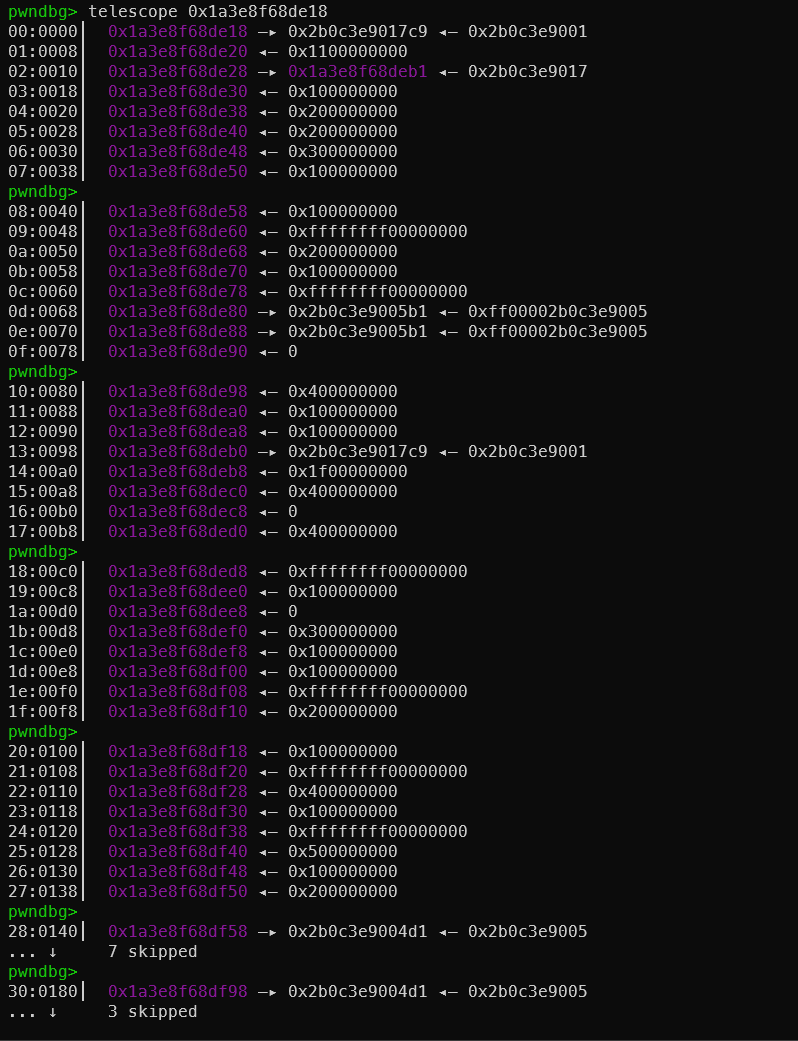 pwndbg> telescope 0x1a3e8f68de18
00:0000│ 0x1a3e8f68de18 —▸ 0x2b0c3e9017c9 ◂— 0x2b0c3e9001
01:0008│ 0x1a3e8f68de20 ◂— 0x1100000000
02:0010│ 0x1a3e8f68de28 —▸ 0x1a3e8f68deb1 ◂— 0x2b0c3e9017
03:0018│ 0x1a3e8f68de30 ◂— 0x100000000
04:0020│ 0x1a3e8f68de38 ◂— 0x200000000
05:0028│ 0x1a3e8f68de40 ◂— 0x200000000
06:0030│ 0x1a3e8f68de48 ◂— 0x300000000
07:0038│ 0x1a3e8f68de50 ◂— 0x100000000
pwndbg>
08:0040│ 0x1a3e8f68de58 ◂— 0x100000000
09:0048│ 0x1a3e8f68de60 ◂— 0xffffffff00000000
0a:0050│ 0x1a3e8f68de68 ◂— 0x200000000
0b:0058│ 0x1a3e8f68de70 ◂— 0x100000000
0c:0060│ 0x1a3e8f68de78 ◂— 0xffffffff00000000
0d:0068│ 0x1a3e8f68de80 —▸ 0x2b0c3e9005b1 ◂— 0xff00002b0c3e9005
0e:0070│ 0x1a3e8f68de88 —▸ 0x2b0c3e9005b1 ◂— 0xff00002b0c3e9005
0f:0078│ 0x1a3e8f68de90 ◂— 0
pwndbg>
10:0080│ 0x1a3e8f68de98 ◂— 0x400000000
11:0088│ 0x1a3e8f68dea0 ◂— 0x100000000
12:0090│ 0x1a3e8f68dea8 ◂— 0x100000000
13:0098│ 0x1a3e8f68deb0 —▸ 0x2b0c3e9017c9 ◂— 0x2b0c3e9001
14:00a0│ 0x1a3e8f68deb8 ◂— 0x1f00000000
15:00a8│ 0x1a3e8f68dec0 ◂— 0x400000000
16:00b0│ 0x1a3e8f68dec8 ◂— 0
17:00b8│ 0x1a3e8f68ded0 ◂— 0x400000000
pwndbg>
18:00c0│ 0x1a3e8f68ded8 ◂— 0xffffffff00000000
19:00c8│ 0x1a3e8f68dee0 ◂— 0x100000000
1a:00d0│ 0x1a3e8f68dee8 ◂— 0
1b:00d8│ 0x1a3e8f68def0 ◂— 0x300000000
1c:00e0│ 0x1a3e8f68def8 ◂— 0x100000000
1d:00e8│ 0x1a3e8f68df00 ◂— 0x100000000
1e:00f0│ 0x1a3e8f68df08 ◂— 0xffffffff00000000
1f:00f8│ 0x1a3e8f68df10 ◂— 0x200000000
pwndbg>
20:0100│ 0x1a3e8f68df18 ◂— 0x100000000
21:0108│ 0x1a3e8f68df20 ◂— 0xffffffff00000000
22:0110│ 0x1a3e8f68df28 ◂— 0x400000000
23:0118│ 0x1a3e8f68df30 ◂— 0x100000000
24:0120│ 0x1a3e8f68df38 ◂— 0xffffffff00000000
25:0128│ 0x1a3e8f68df40 ◂— 0x500000000
26:0130│ 0x1a3e8f68df48 ◂— 0x100000000
27:0138│ 0x1a3e8f68df50 ◂— 0x200000000
pwndbg>
28:0140│ 0x1a3e8f68df58 —▸ 0x2b0c3e9004d1 ◂— 0x2b0c3e9005
... ↓ 7 skipped
pwndbg>
30:0180│ 0x1a3e8f68df98 —▸ 0x2b0c3e9004d1 ◂— 0x2b0c3e9005
... ↓ 3 skipped